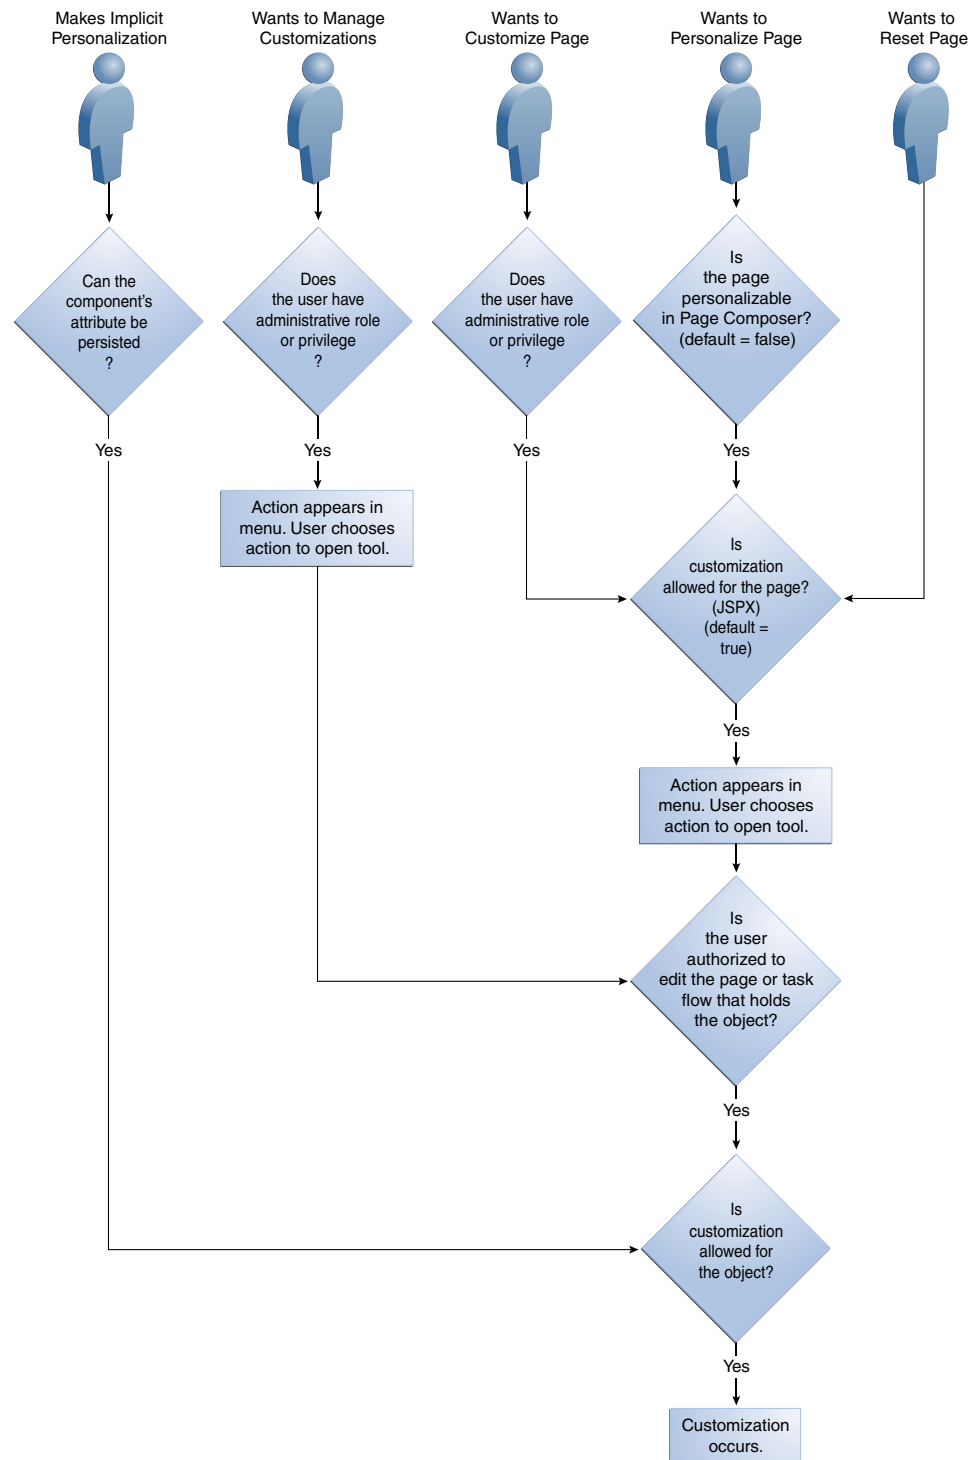 Makes Implicit
Personalization
Wants to Manage
Customizations
Wants to
Customize Page
Wants to
Personalize Page
Wants to
Reset Page
Can the
component's
attribute be
persisted
?
Does
the user have
administrative role
or privilege
?
Does
the user have
administrative role
or privilege
?
Is
the page
personalizable
in Page Composer?
(default = false)
Yes
Yes
Yes
Yes
Action appears in
menu. User chooses
action to open tool.
Is
customization
allowed for the page?
(JSPX)
(default =
true)
Yes
Action appears in
menu. User chooses
action to open tool.
Is
the user
authorized to
edit the page or task
flow that holds
the object?
Yes
Is
customization
allowed for
the object?
Yes
Customization
occurs.